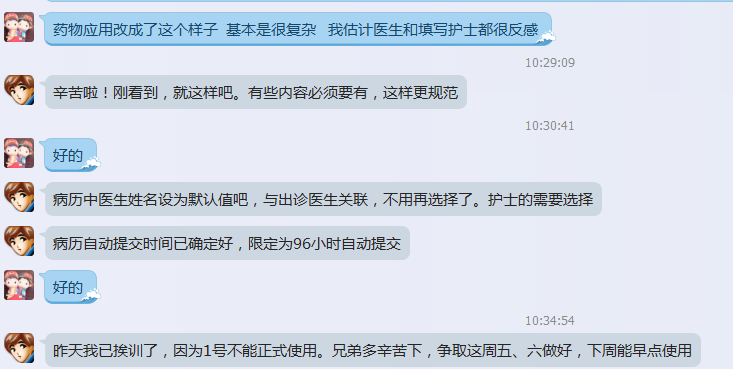 药物应用改成了这个样子  基本是很复杂   我估计医生和填写护士都很反感
10:29:09
辛苦啦！刚看到，就这样吧。有些内容必须要有，这样更规范
10:30:41
好的
病历中医生姓名设为默认值吧，与出诊医生关联，不用再选择了。护士的需要选择
病历自动提交时间已确定好，限定为96小时自动提交
好的
10:34:54
昨天我已挨训了，因为1号不能正式使用。兄弟多辛苦下，争取这周五、六做好，下周能早点使用